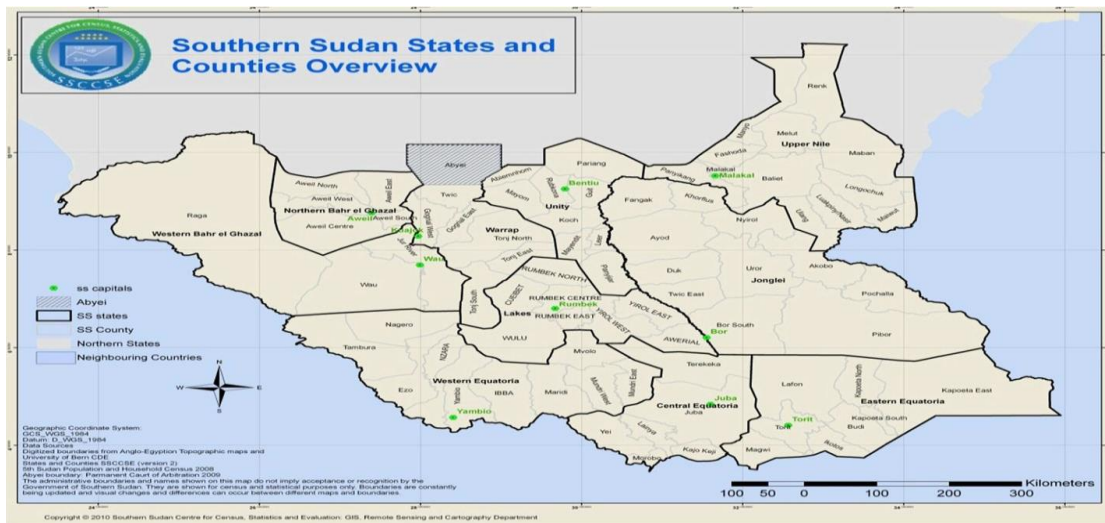 Southern Sudan States and
Counties Overview
SSCCSE
Renk
Manyo
Melut
Upper Nile
Fashoda
Maban
Malakal
Malakal
Panyikang
Baliet
Longochuk
Luakpiny/Nasir
Maiwut
Ulang
Abyei
Pariang
Abiemnhom
Rubkona
Bentiu
Guit
Mayom
Unity
Koch
Mayendit
Leer
Panyijar
Fangak
Khorflus
Nyirol
Ayod
Akobo
Uror
Duk
Jonglei
Pochalla
Twic East
Bor South
Bor
Pibor
Aweil North
Aweil East
Aweil West
Northern Bahr el Ghazal
Aweil
Aweil South
Aweil Centre
Raga
Western Bahr el Ghazal
Kuajok
Jur River
Wau
Wau
Twic
Gogrial West
Gogrial East
Warrap
Tonj North
Tonj East
Tonj South
RUMBEK NORTH
CUEIBET
RUMBEK CENTRE
Rumbek
Lakes
RUMBEK EAST
YIROL WEST
YIROL EAST
AWERIAL
WULU
Nagero
Tambura
NZARA
Mvolo
Ezo
Western Equatoria
Yambio
IBBA
Maridi
Mundri West
Mundri East
Yambio
Terekeka
Juba
Central Equatoria
Juba
Yei
Lainya
Morobo
Kajo Keji
Lafon
Kapoeta North
Kapoeta East
Eastern Equatoria
Torit
Torit
Kapoeta South
Budi
Ikotos
Magwi
ss capitals
Abyei
SS states
SS County
Northern States
Neighbouring Countries
N
W
E
S
Geographic Coordinate System:
GCS_WGS_1984
Datum: D_WGS_1984
Data Sources
Digitized boundaries from Anglo-Egyption Topographic maps and
University of Bern CDE
States and Counties SSCCSE (version 2)
5th Sudan Population and Household Census 2008
Abyei boundary: Parmanent Caurt of Arbitration 2009
The administrative boundaries and names shown on this map do not imply acceptance or recognition by the
Government of Southern Sudan. They are for census and statistical purposes only. Boundaries are constantly
being updated and visual changes and differences can occur between different maps and boundaries.
Kilometers
100 50 0 100 200 300
Copyright © 2010 Southern Sudan Centre for Census, Statistics and Evaluation: GIS, Remote Sensing and Cartography Department